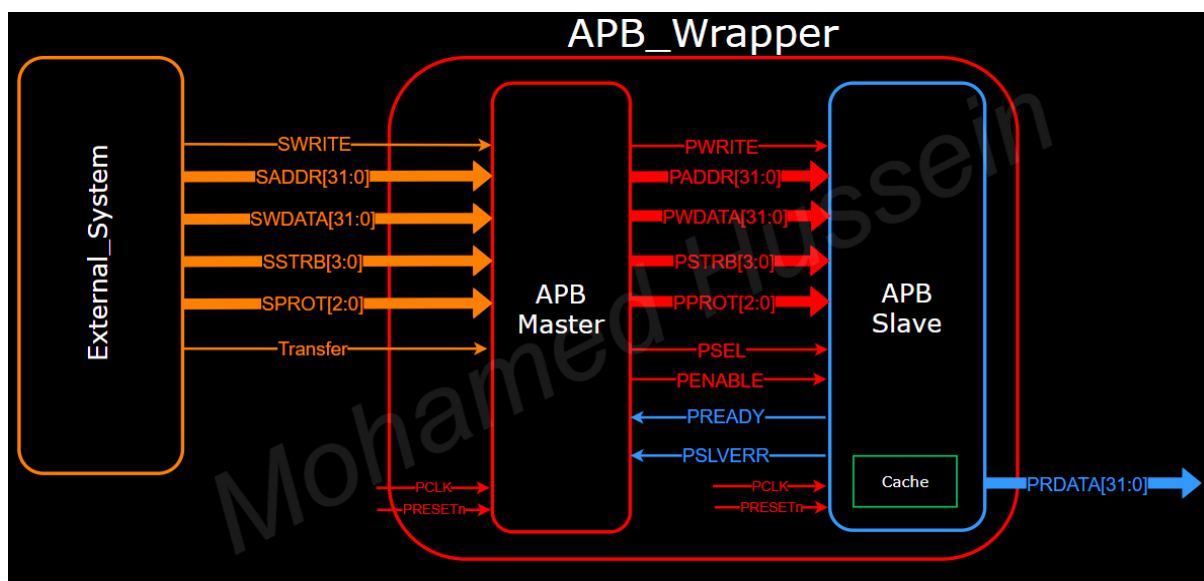 APB_Wrapper
External_System
SWRITE
SADDR[31:0]
SWDATA[31:0]
SSTRB[3:0]
SPROT[2:0]
Transfer
PCLK
PRESETn
APB
Master
PWRITE
PADDR[31:0]
PWDATA[31:0]
PSTRB[3:0]
PPROT[2:0]
PSEL
PENABLE
PREADY
PSLVERR
PCLK
PRESETn
APB
Slave
Cache
PRDATA[31:0]
Mohamed Hussein